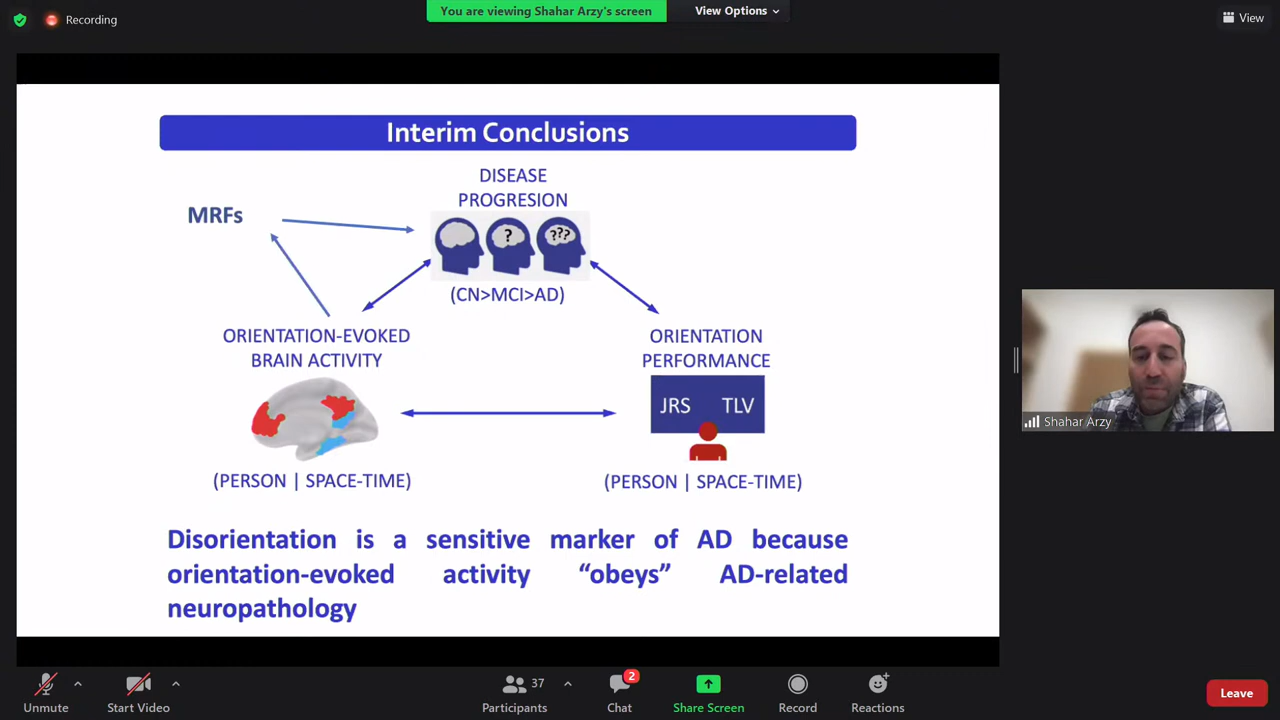 Recording
You are viewing Shahar Arzy's screen
View Options
View
Interim Conclusions
DISEASE
PROGRESION
MRFs
? ???
(CN>MCI>AD)
ORIENTATION-EVOKED
BRAIN ACTIVITY
ORIENTATION
PERFORMANCE
JRS TLV
(PERSON | SPACE-TIME)
(PERSON | SPACE-TIME)
Disorientation is a sensitive marker of AD because
orientation-evoked activity “obeys” AD-related
neuropathology
Shahar Arzy
Unmute
Start Video
37
Participants
2
Chat
Share Screen
Record
Reactions
Leave